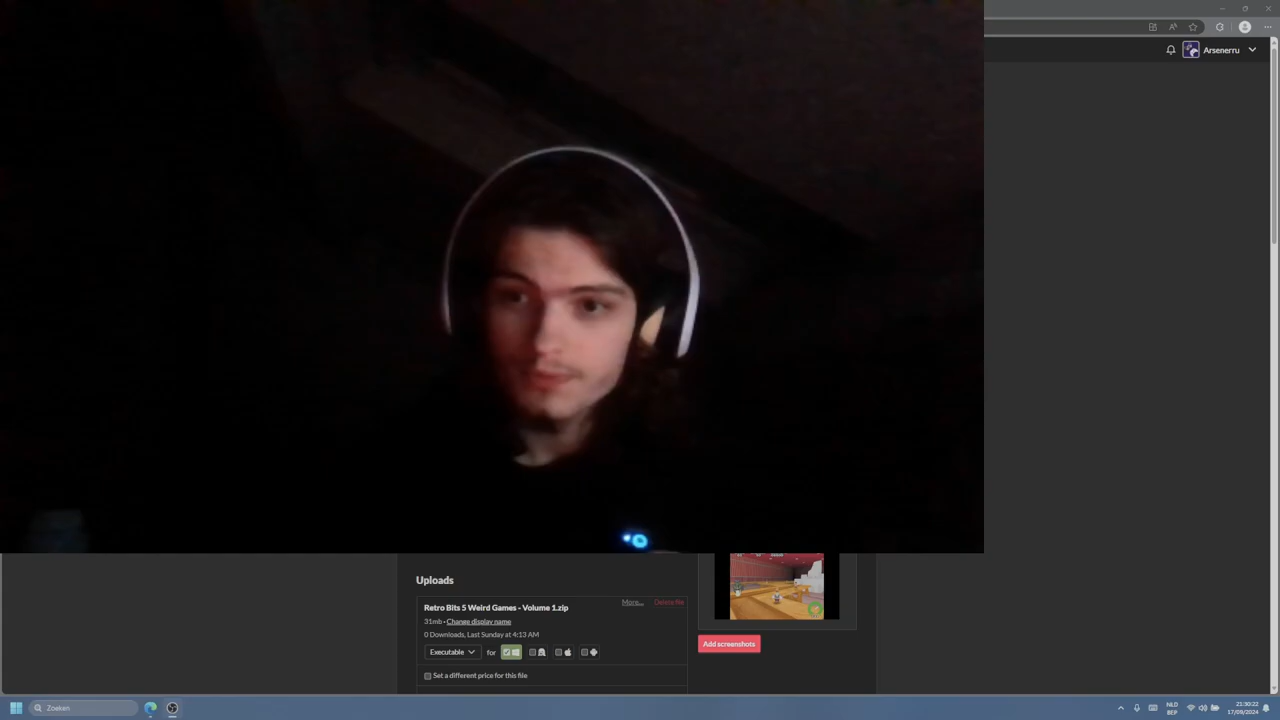 Arsenerru
Uploads
Retro Bits 5 Weird Games - Volume 1.zip
More...
Delete file
31mb · Change display name
0 Downloads, Last Sunday at 4:13 AM
Executable
for
Set a different price for this file
Add screenshots
Zoeken
NLD
BEP
21:30:22
17/09/2024